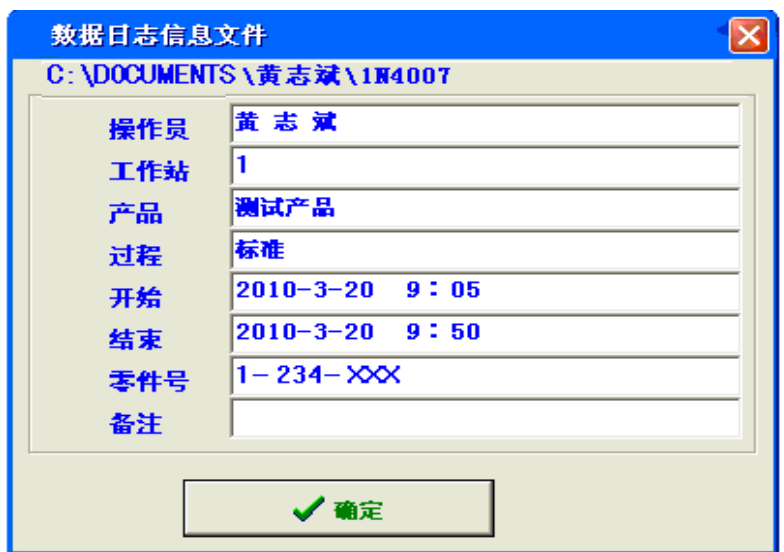 数据日志信息文件
C:\DOCUMENTS\黄志斌\1N4007
操作员 黄 志 斌
工作站 1
产品 测试产品
过程 标准
开始 2010-3-20 9：05
结束 2010-3-20 9：50
零件号 1-234-XXX
备注
确定